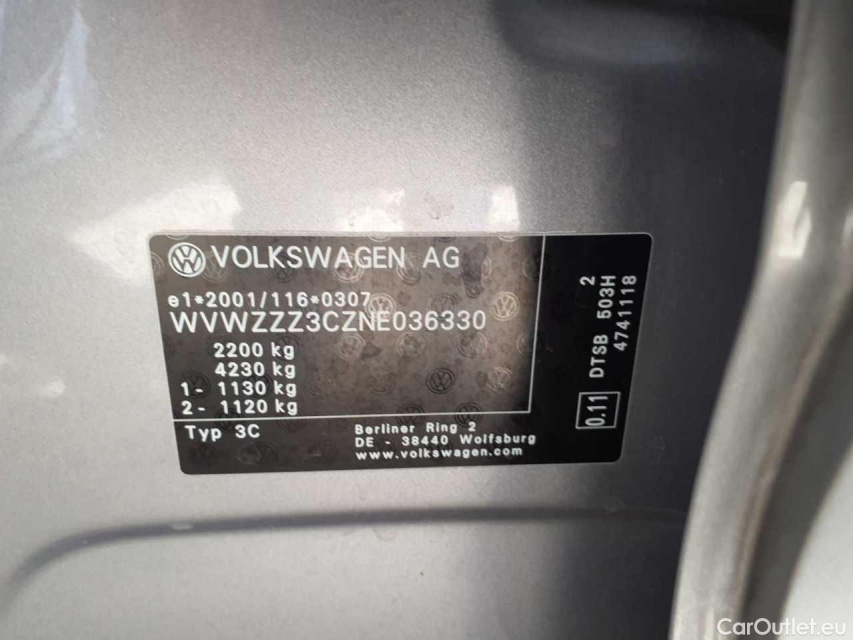 VOLKSWAGEN AG
e1*2001/116*0307
WVWZZZ3CZNE036330
2200 kg
4230 kg
1- 1130 kg
2- 1120 kg
Typ 3C
Berliner Ring 2
DE - 38440 Wolfsburg
www.volkswagen.com
2
DTSB 503H
4741118
0.11
CarOutlet.eu